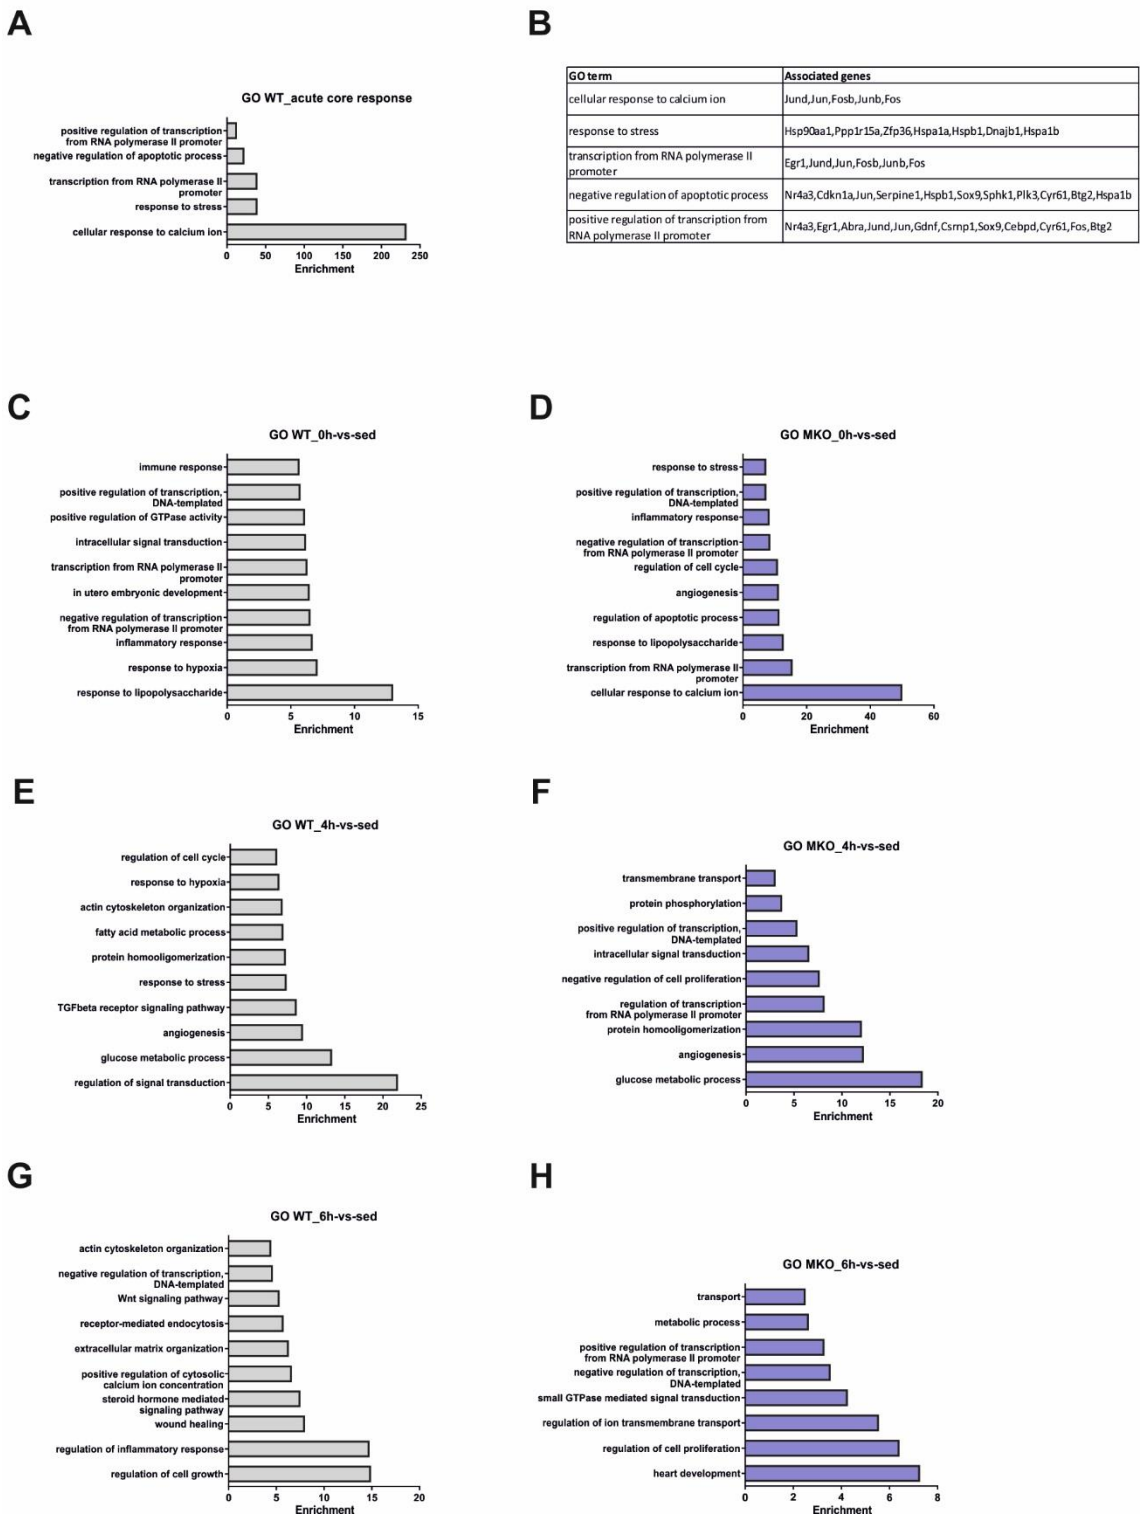 A
GO WT_acute core response
positive regulation of transcription
from RNA polymerase II promoter
negative regulation of apoptotic process
transcription from RNA polymerase II
promoter
response to stress
cellular response to calcium ion
0 50 100 150 200 250
Enrichment
B
GO term Associated genes
cellular response to calcium ion Jund,Jun,Fosb,Junb,Fos
response to stress Hsp90aa1,Ppp1r15a,Zfp36,Hspa1a,Hspb1,Dnajb1,Hspa1b
transcription from RNA polymerase II
promoter Egr1,Jund,Jun,Fosb,Junb,Fos
negative regulation of apoptotic process Nr4a3,Cdkn1a,Jun,Serpine1,Hspb1,Sox9,Sphk1,Plk3,Cyr61,Btg2,Hspa1b
positive regulation of transcription from
RNA polymerase II promoter Nr4a3,Egr1,Abra,Jund,Jun,Gdnf,Csrnp1,Sox9,Cebpd,Cyr61,Fos,Btg2
C
GO WT_0h-vs-sed
immune response
positive regulation of transcription,
DNA-templated
positive regulation of GTPase activity
intracellular signal transduction
transcription from RNA polymerase II
promoter
in utero embryonic development
negative regulation of transcription
from RNA polymerase II promoter
inflammatory response
response to hypoxia
response to lipopolysaccharide
0 5 10 15
Enrichment
D
GO MKO_0h-vs-sed
response to stress
positive regulation of transcription,
DNA-templated
inflammatory response
negative regulation of transcription
from RNA polymerase II promoter
regulation of cell cycle
angiogenesis
regulation of apoptotic process
response to lipopolysaccharide
transcription from RNA polymerase II
promoter
cellular response to calcium ion
0 20 40 60
Enrichment
E
GO WT_4h-vs-sed
regulation of cell cycle
response to hypoxia
actin cytoskeleton organization
fatty acid metabolic process
protein homooligomerization
response to stress
TGFbeta receptor signaling pathway
angiogenesis
glucose metabolic process
regulation of signal transduction
0 5 10 15 20 25
Enrichment
F
GO MKO_4h-vs-sed
transmembrane transport
protein phosphorylation
positive regulation of transcription,
DNA-templated
intracellular signal transduction
negative regulation of cell proliferation
regulation of transcription
from RNA polymerase II promoter
protein homooligomerization
angiogenesis
glucose metabolic process
0 5 10 15 20
Enrichment
G
GO WT_6h-vs-sed
actin cytoskeleton organization
negative regulation of transcription,
DNA-templated
Wnt signaling pathway
receptor-mediated endocytosis
extracellular matrix organization
positive regulation of cytosolic
calcium ion concentration
steroid hormone mediated
signaling pathway
wound healing
regulation of inflammatory response
regulation of cell growth
0 5 10 15 20
Enrichment
H
GO MKO_6h-vs-sed
transport
metabolic process
positive regulation of transcription
from RNA polymerase II promoter
negative regulation of transcription,
DNA-templated
small GTPase mediated signal transduction
regulation of ion transmembrane transport
regulation of cell proliferation
heart development
0 2 4 6 8
Enrichment